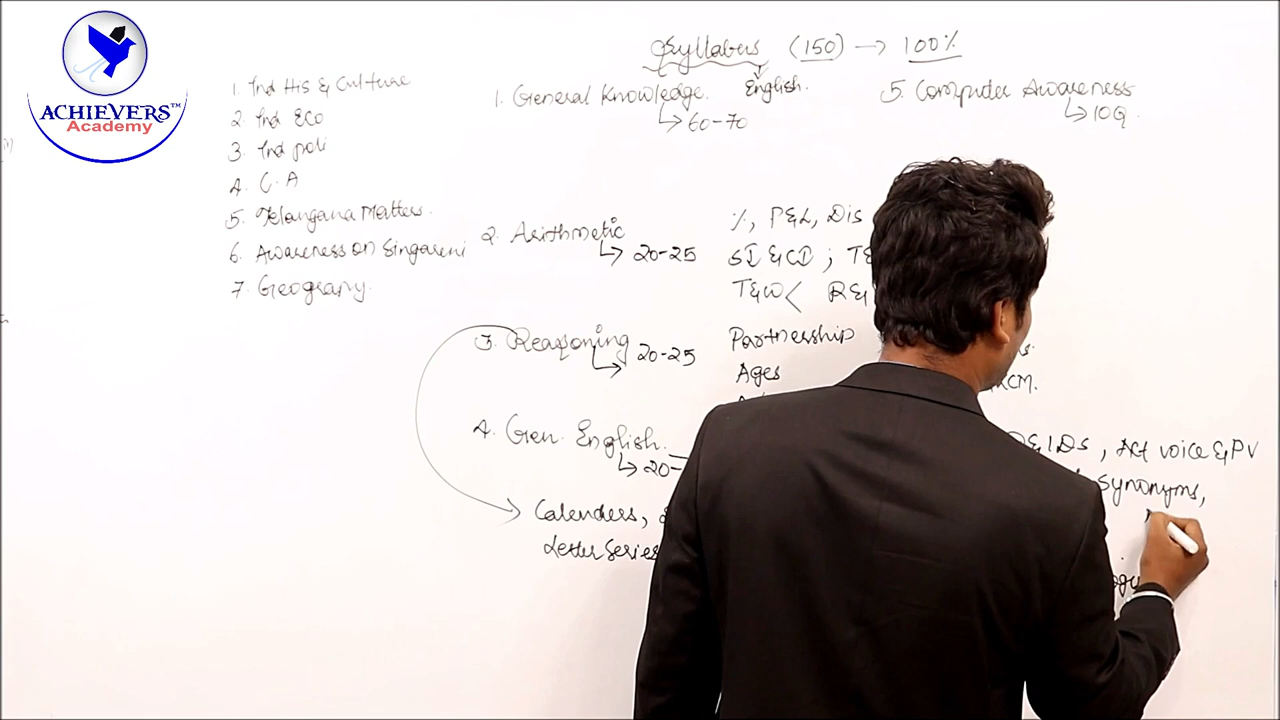 ACHIEVERS™
Academy
Syllabus (150) → 100%
English.
1. Ind His & Culture
2. Ind Eco
3. Ind poli
4. C.A
5. Telangana Matters.
6. Awareness on Singareni
7. Geograpy.
1. General Knowledge.
↳ 60-70
2. Arithmetic
↳ 20-25
%, P&L, Dis
SI & CI ;
T&W <
Partnership
Ages
3. Reasoning
↳ 20-25
4. Gen. English.
↳ 20-
Calenders,
Letter Series
5. Computer Awareness
↳ 10Q.
& IDS, Act voice & PV
Synonyms,